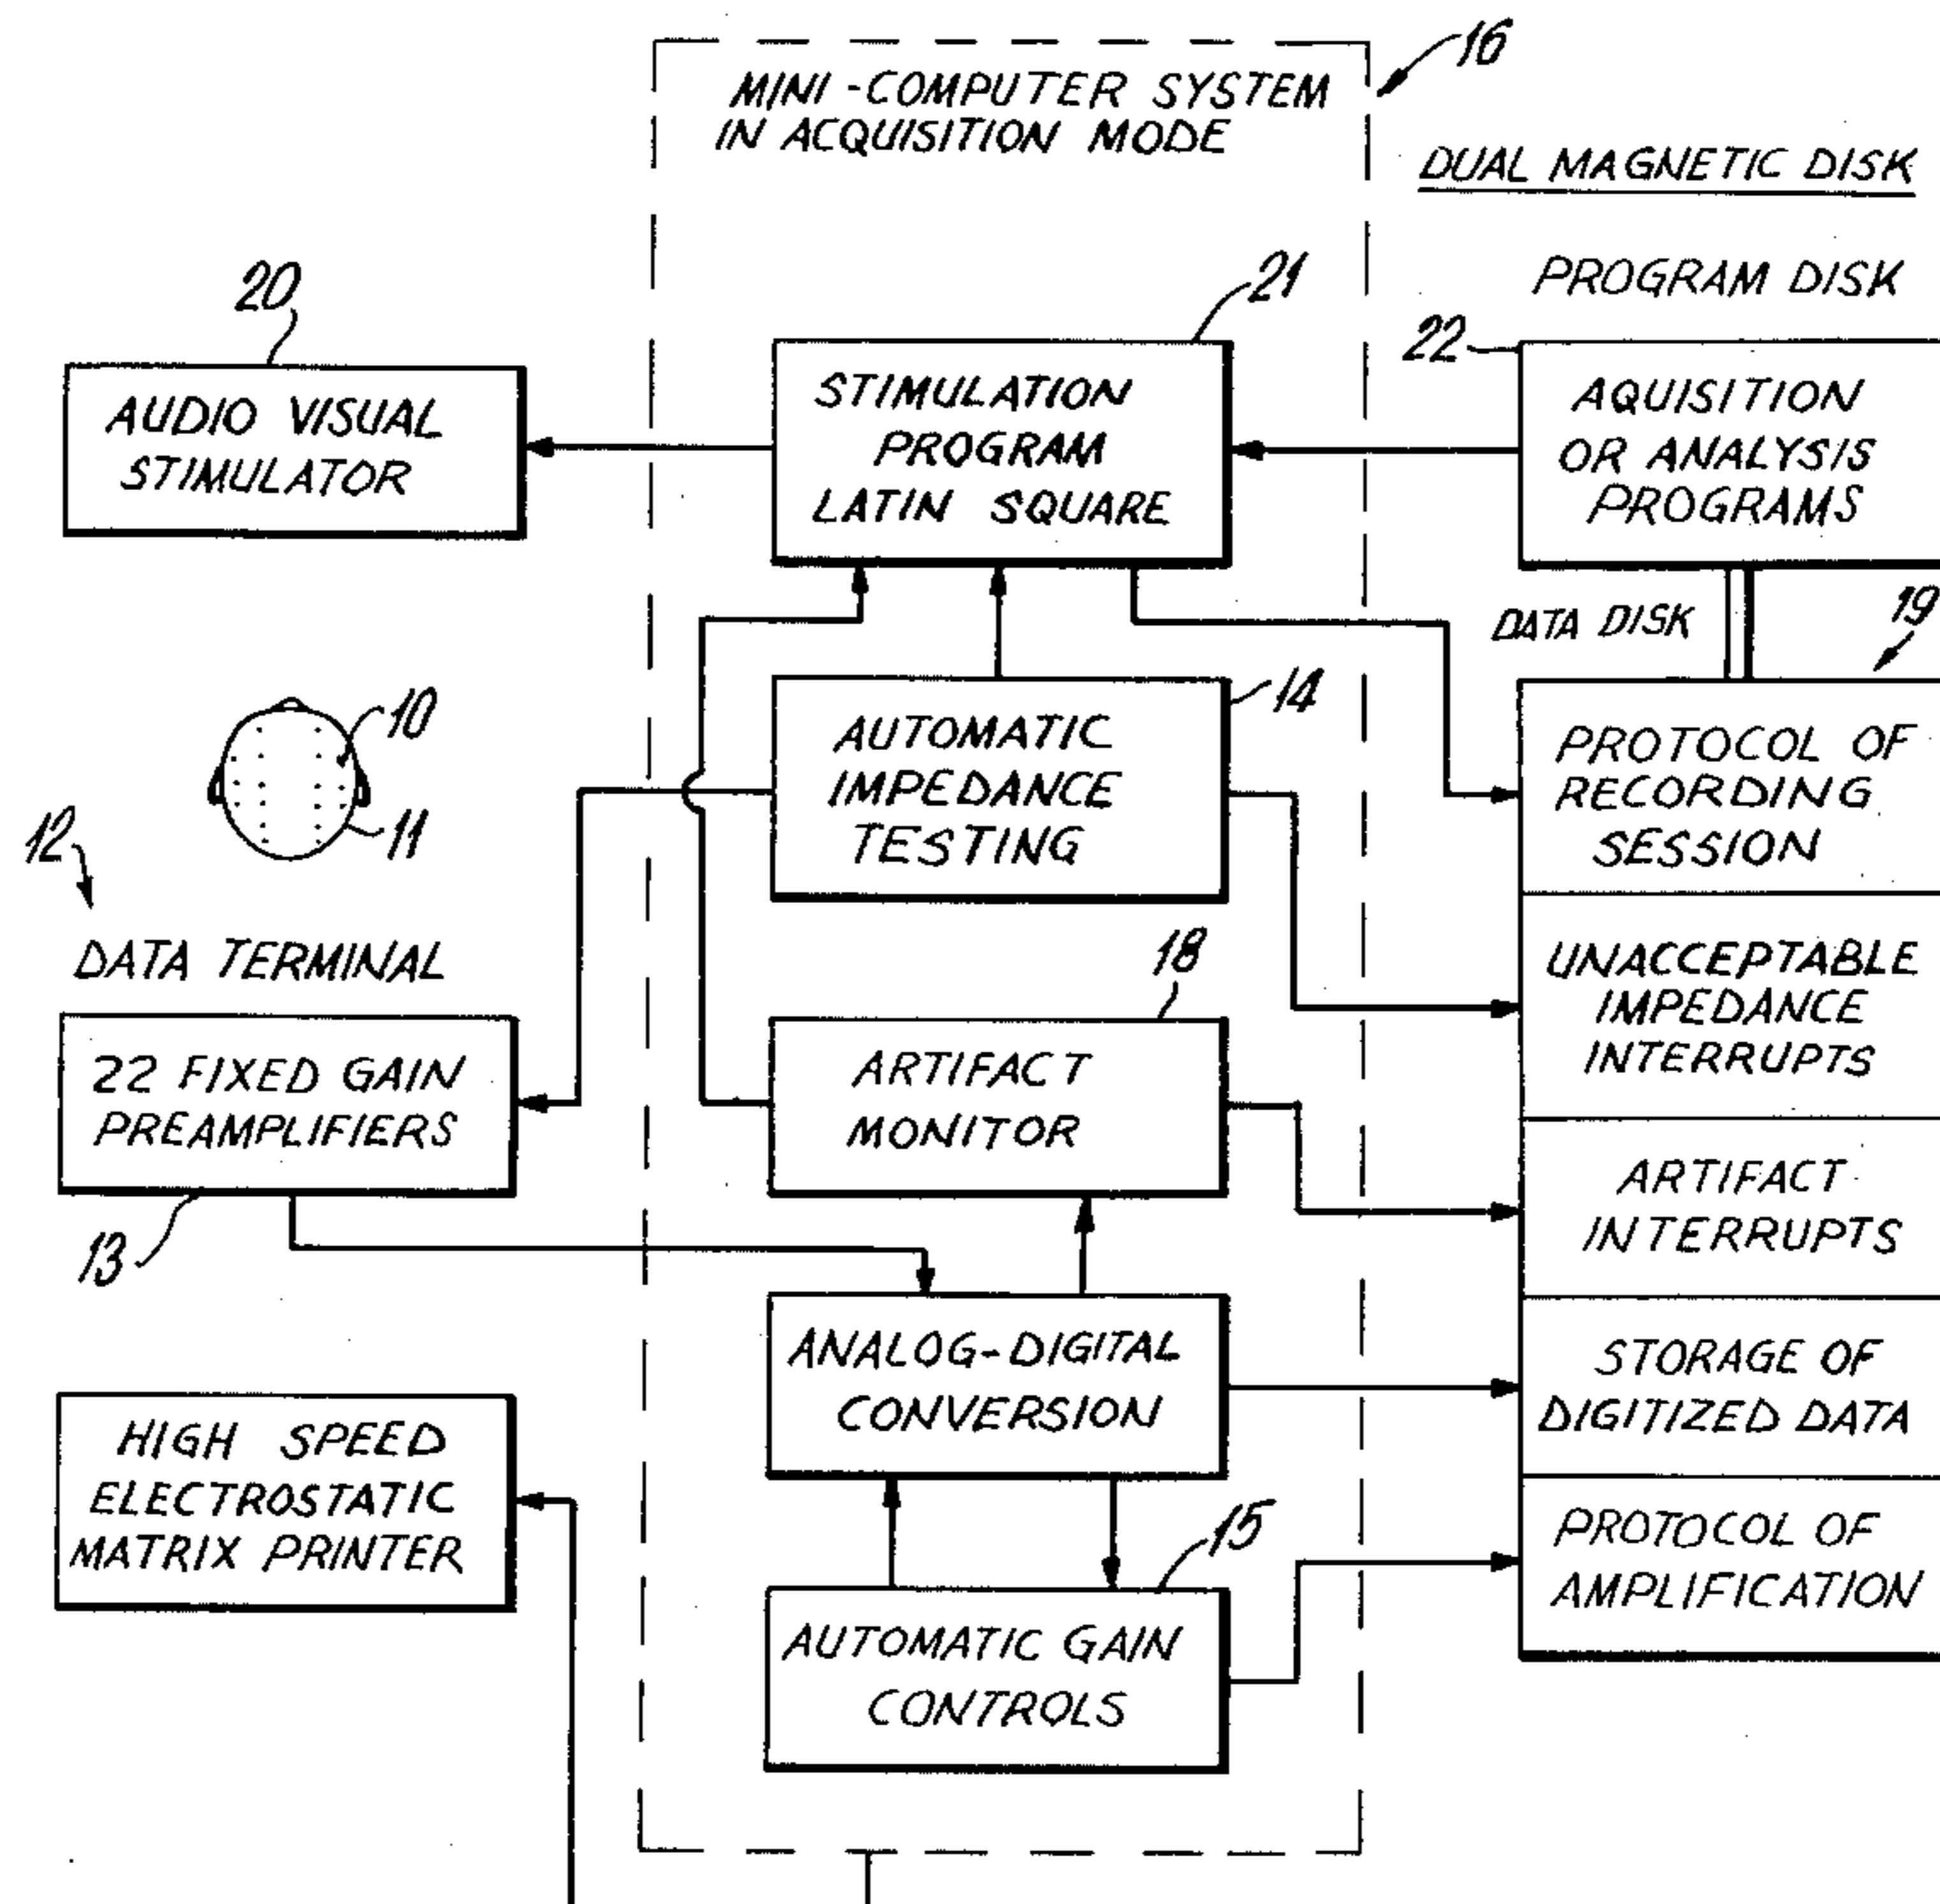 16
MINI-COMPUTER SYSTEM
IN ACQUISITION MODE
DUAL MAGNETIC DISK
PROGRAM DISK
20
21
22
AUDIO VISUAL
STIMULATOR
STIMULATION
PROGRAM
LATIN SQUARE
AQUISITION
OR ANALYSIS
PROGRAMS
DATA DISK
19
10
11
12
14
AUTOMATIC
IMPEDANCE
TESTING
PROTOCOL OF
RECORDING
SESSION
DATA TERMINAL
18
UNACCEPTABLE
IMPEDANCE
INTERRUPTS
22 FIXED GAIN
PREAMPLIFIERS
13
ARTIFACT
MONITOR
ARTIFACT
INTERRUPTS
ANALOG-DIGITAL
CONVERSION
STORAGE OF
DIGITIZED DATA
HIGH SPEED
ELECTROSTATIC
MATRIX PRINTER
15
AUTOMATIC GAIN
CONTROLS
PROTOCOL OF
AMPLIFICATION